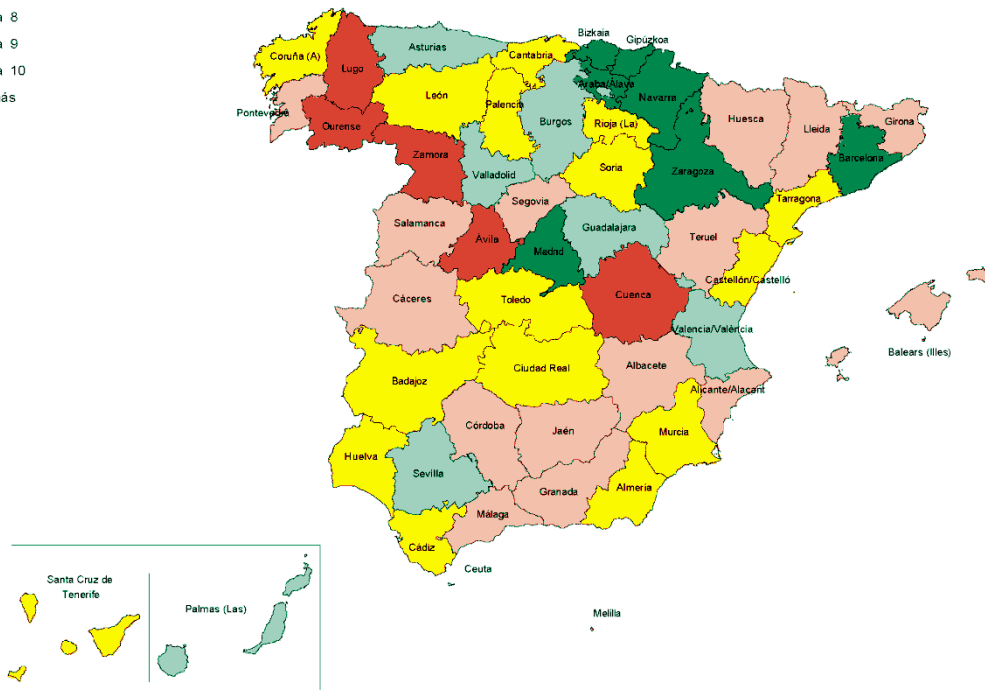 a 8
a 9
a 10
ás
Bizkaia
Gipúzkoa
Coruña (A)
Lugo
Asturias
Cantabria
Araba/Álava
Navarra
León
Palencia
Burgos
Rioja (La)
Huesca
Lleida
Girona
Pontevedra
Ourense
Zamora
Valladolid
Soria
Zaragoza
Barcelona
Tarragona
Salamanca
Segovia
Ávila
Madrid
Guadalajara
Teruel
Castellón/Castelló
Cáceres
Toledo
Cuenca
Valencia/València
Balears (Illes)
Badajoz
Ciudad Real
Albacete
Alicante/Alacant
Córdoba
Jaén
Murcia
Huelva
Sevilla
Granada
Almería
Málaga
Cádiz
Ceuta
Melilla
Santa Cruz de
Tenerife
Palmas (Las)